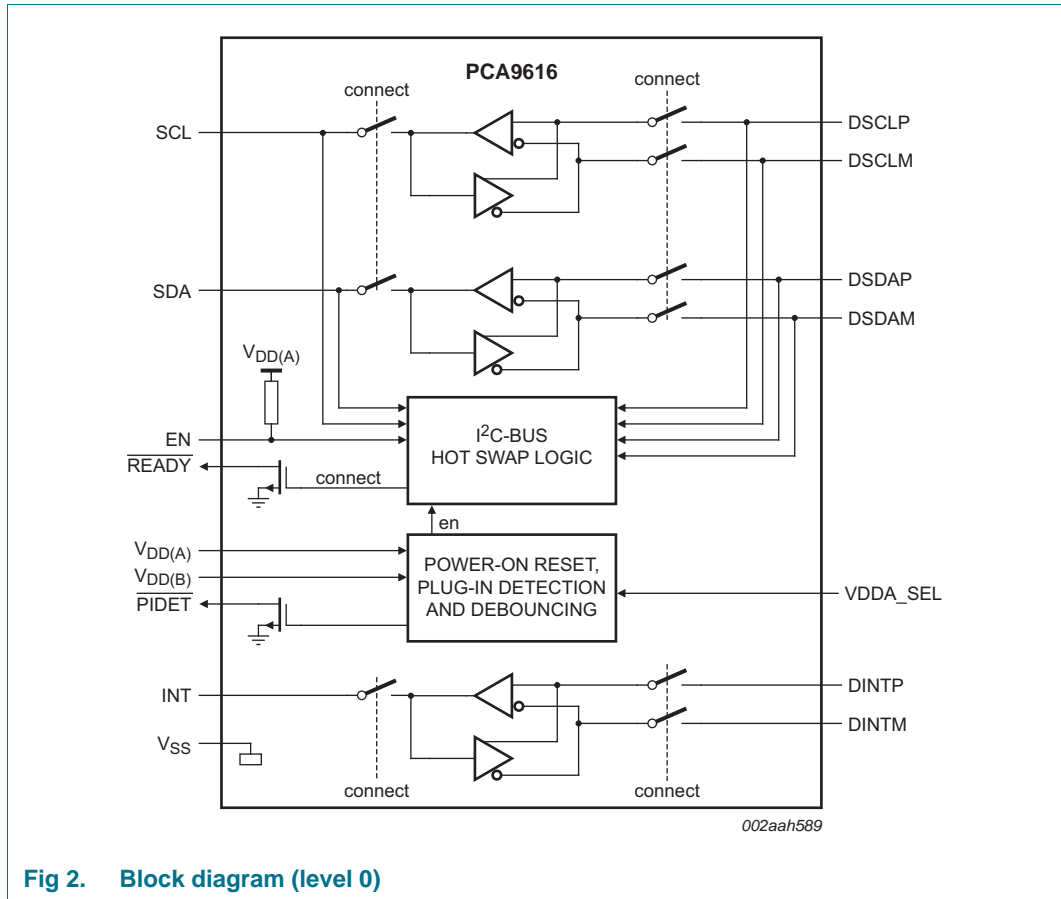 PCA9616
connect
connect
SCL
DSCLP
DSCLM
SDA
DSDAP
DSDAM
VDD(A)
EN
READY
connect
I2C-BUS
HOT SWAP LOGIC
en
VDD(A)
VDD(B)
PIDET
POWER-ON RESET,
PLUG-IN DETECTION
AND DEBOUNCING
VDDA_SEL
INT
DINTP
DINTM
VSS
connect
connect
002aah589
Fig 2. Block diagram (level 0)